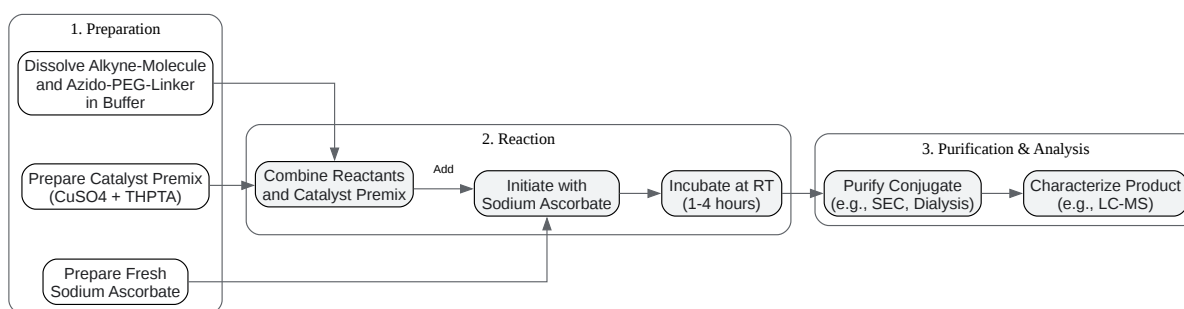 1. Preparation
Dissolve Alkyne-Molecule
and Azido-PEG-Linker
in Buffer
Prepare Catalyst Premix
(CuSO4 + THPTA)
Prepare Fresh
Sodium Ascorbate
2. Reaction
Combine Reactants
and Catalyst Premix
Add
Initiate with
Sodium Ascorbate
Incubate at RT
(1-4 hours)
3. Purification & Analysis
Purify Conjugate
(e.g., SEC, Dialysis)
Characterize Product
(e.g., LC-MS)